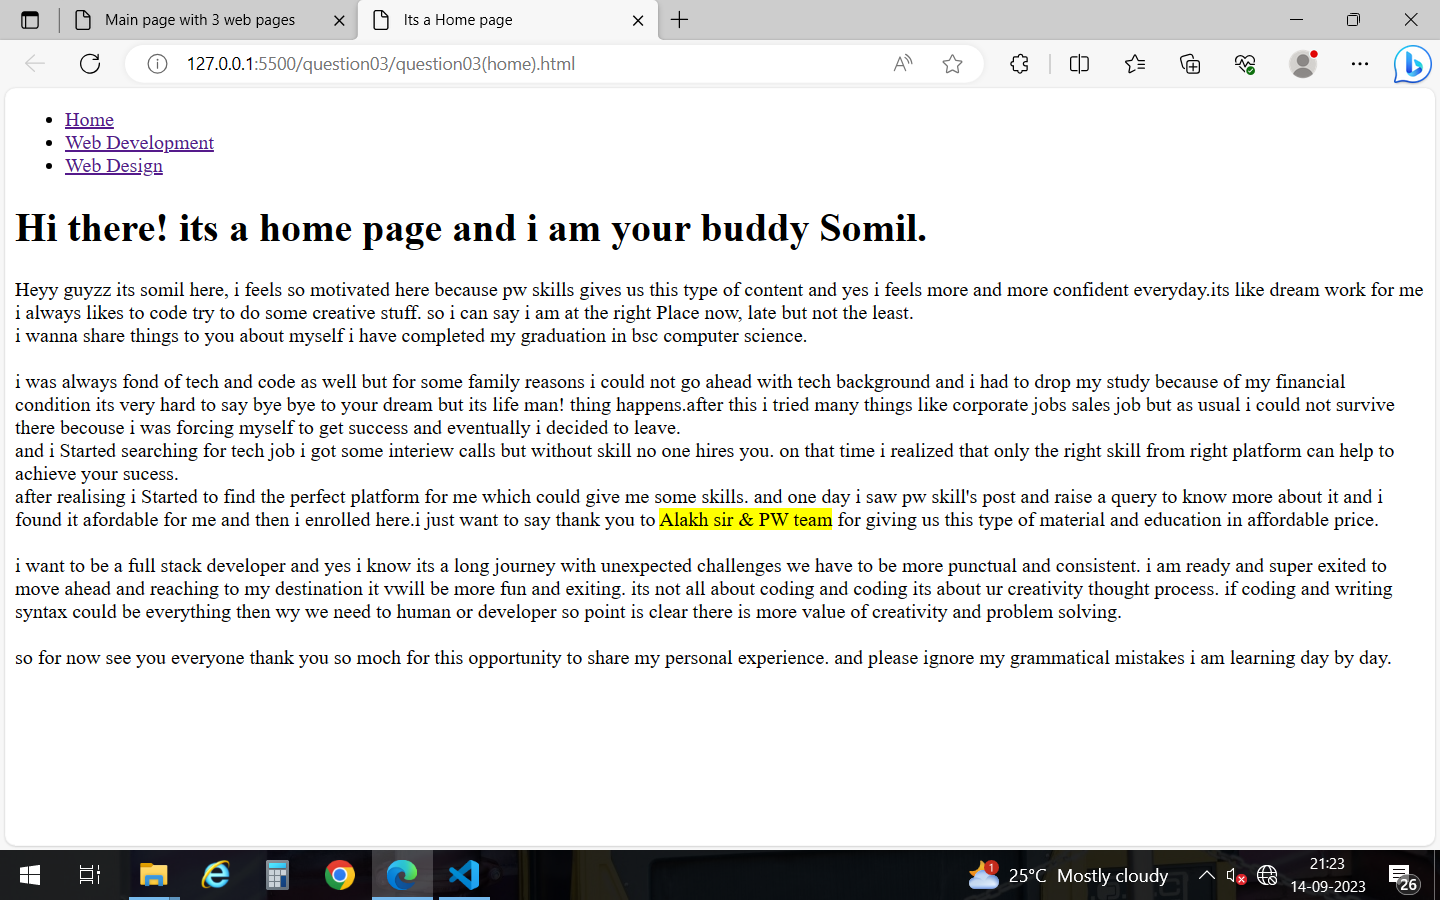 Main page with 3 web pages
Its a Home page
127.0.0.1:5500/question03/question03(home).html
Home
Web Development
Web Design
Hi there! its a home page and i am your buddy Somil.
Heyy guyzz its somil here, i feels so motivated here because pw skills gives us this type of content and yes i feels more and more confident everyday.its like dream work for me
i always likes to code try to do some creative stuff. so i can say i am at the right Place now, late but not the least.
i wanna share things to you about myself i have completed my graduation in bsc computer science.
i was always fond of tech and code as well but for some family reasons i could not go ahead with tech background and i had to drop my study because of my financial
condition its very hard to say bye bye to your dream but its life man! thing happens.after this i tried many things like corporate jobs sales job but as usual i could not survive
there becouse i was forcing myself to get success and eventually i decided to leave.
and i Started searching for tech job i got some interiew calls but without skill no one hires you. on that time i realized that only the right skill from right platform can help to
achieve your sucess.
after realising i Started to find the perfect platform for me which could give me some skills. and one day i saw pw skill's post and raise a query to know more about it and i
found it afordable for me and then i enrolled here.i just want to say thank you to Alakh sir & PW team for giving us this type of material and education in affordable price.
i want to be a full stack developer and yes i know its a long journey with unexpected challenges we have to be more punctual and consistent. i am ready and super exited to
move ahead and reaching to my destination it vwill be more fun and exiting. its not all about coding and coding its about ur creativity thought process. if coding and writing
syntax could be everything then wy we need to human or developer so point is clear there is more value of creativity and problem solving.
so for now see you everyone thank you so moch for this opportunity to share my personal experience. and please ignore my grammatical mistakes i am learning day by day.
1
25°C Mostly cloudy
21:23
14-09-2023
26